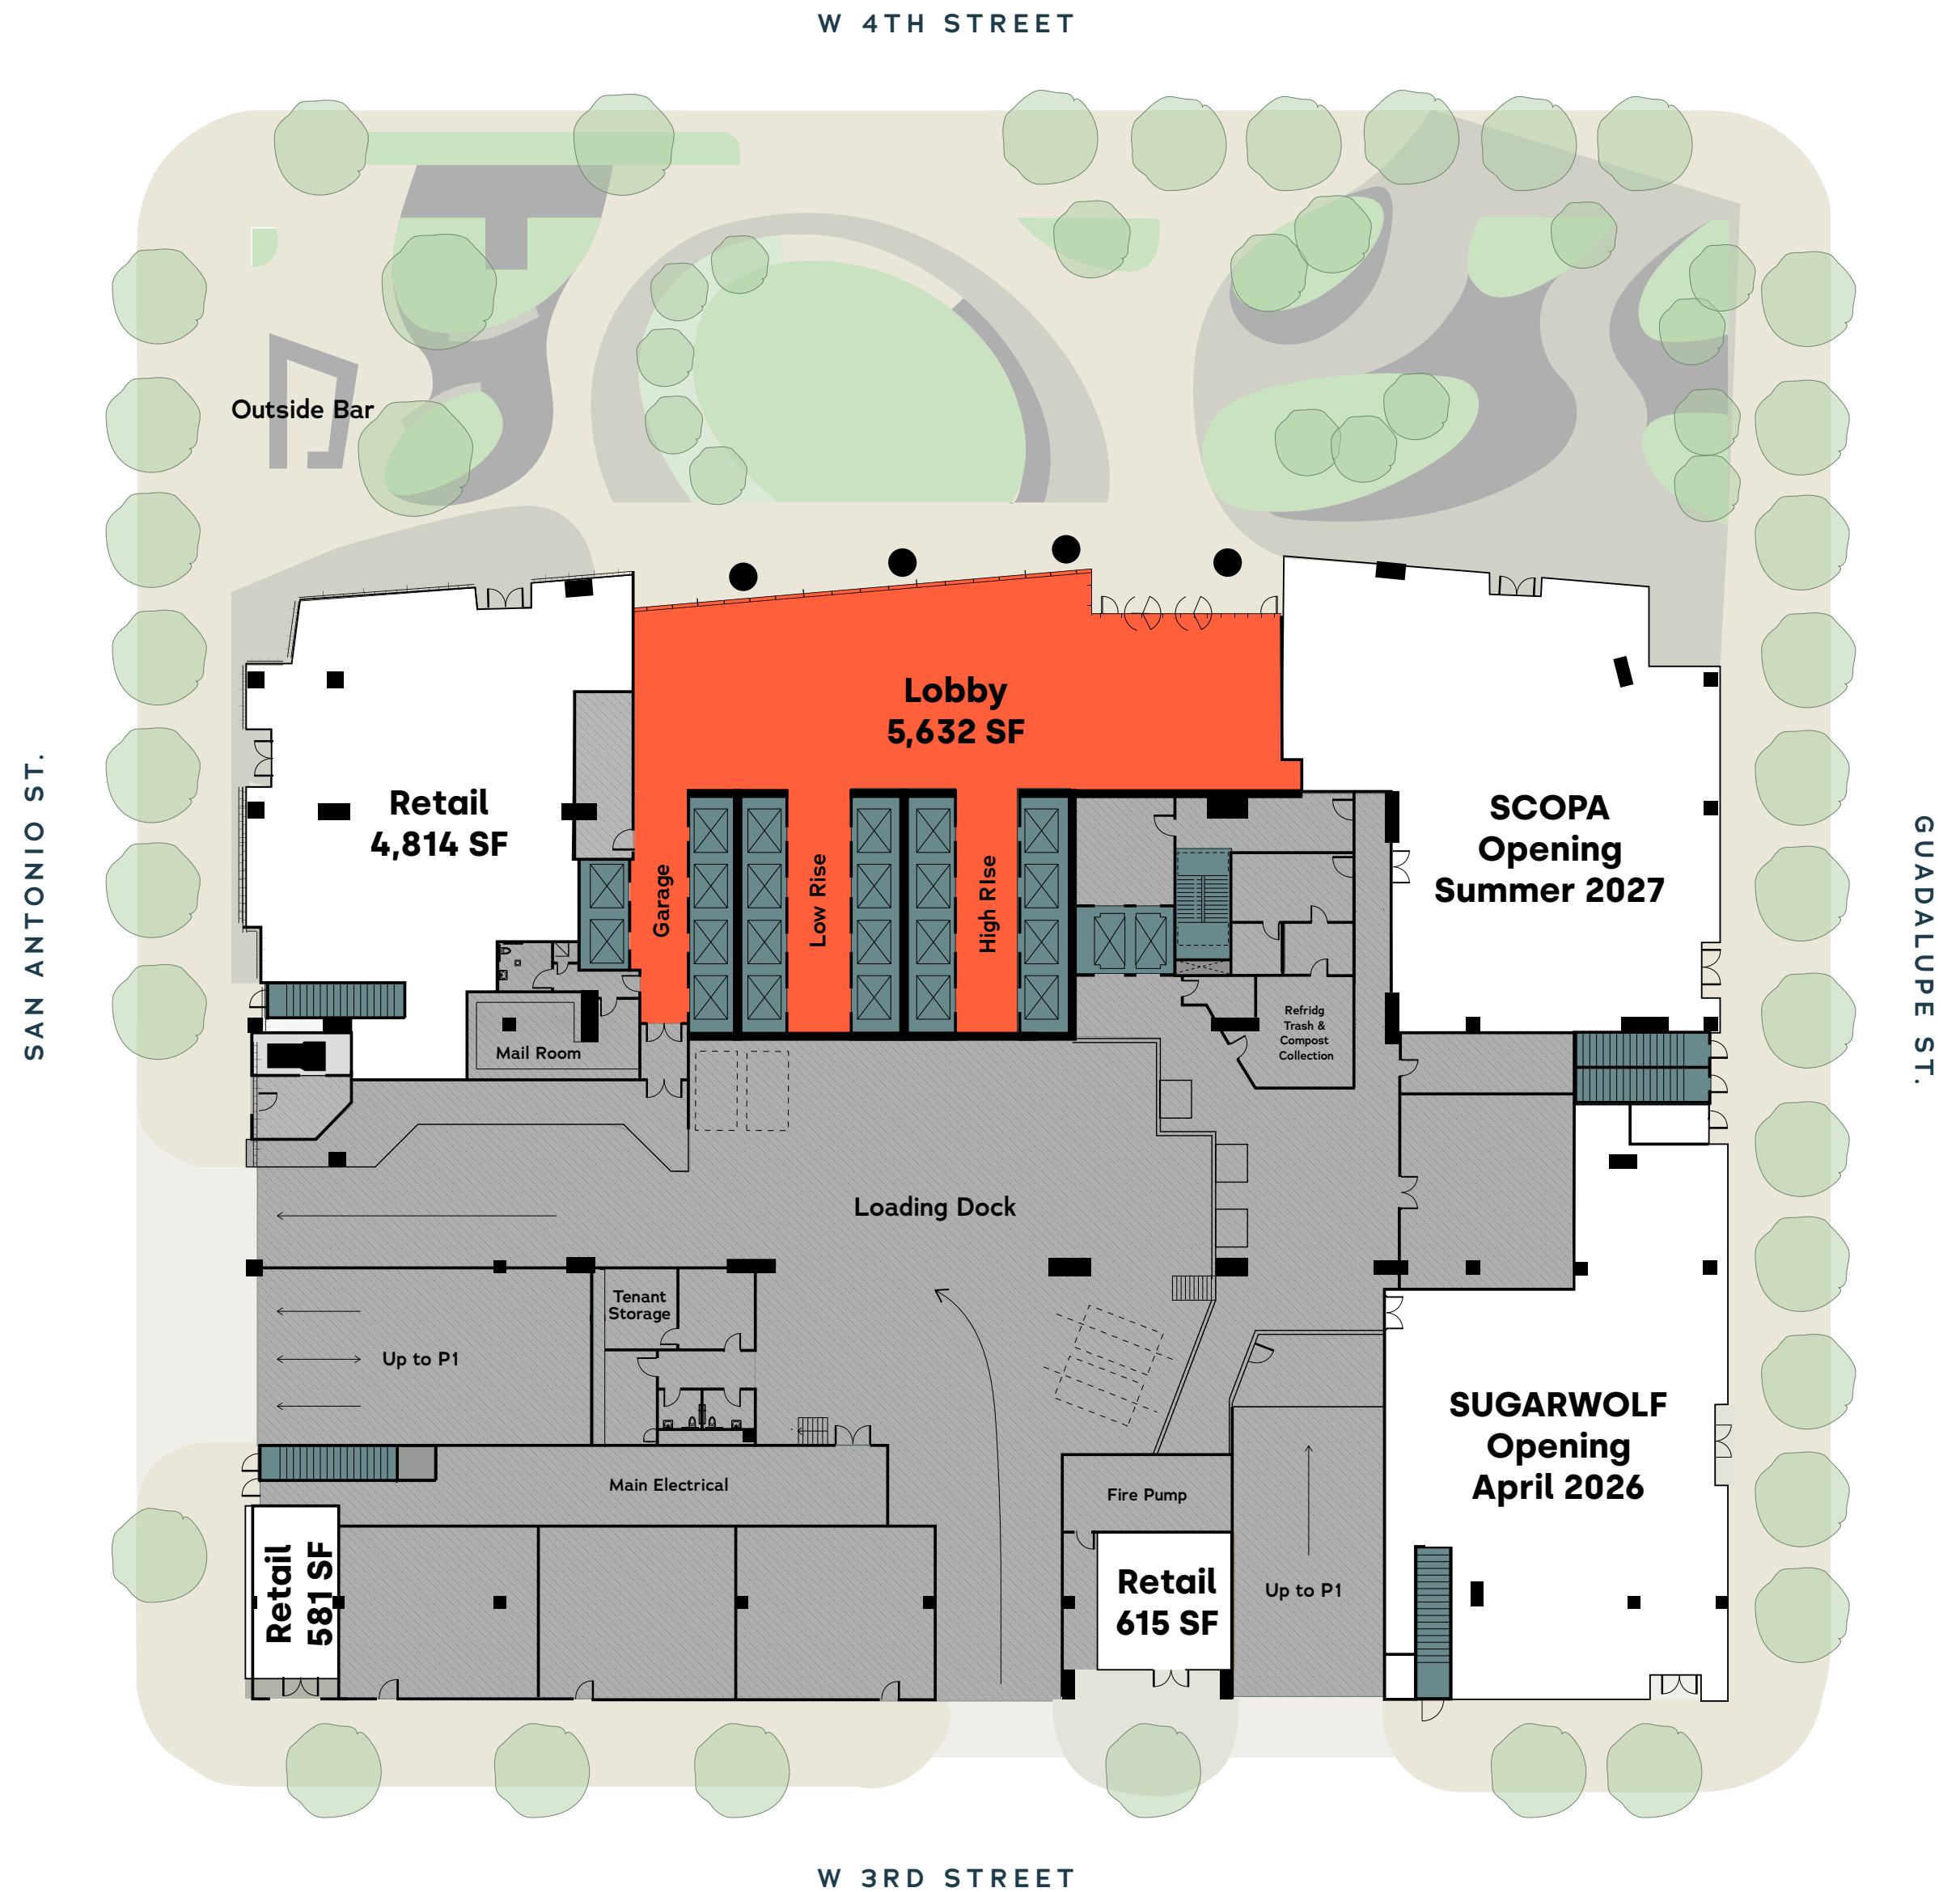 W 4TH STREET
Outside Bar
Lobby
5,632 SF
Retail
4,814 SF
SCOPA
Opening
Summer 2027
SAN ANTONIO ST.
GUADALUPE ST.
Garage
Low Rise
High RIse
Refridg
Trash &
Compost
Collection
Mail Room
Loading Dock
Tenant
Storage
Up to P1
SUGARWOLF
Opening
April 2026
Main Electrical
Fire Pump
Retail
581 SF
Retail
615 SF
Up to P1
W 3RD STREET